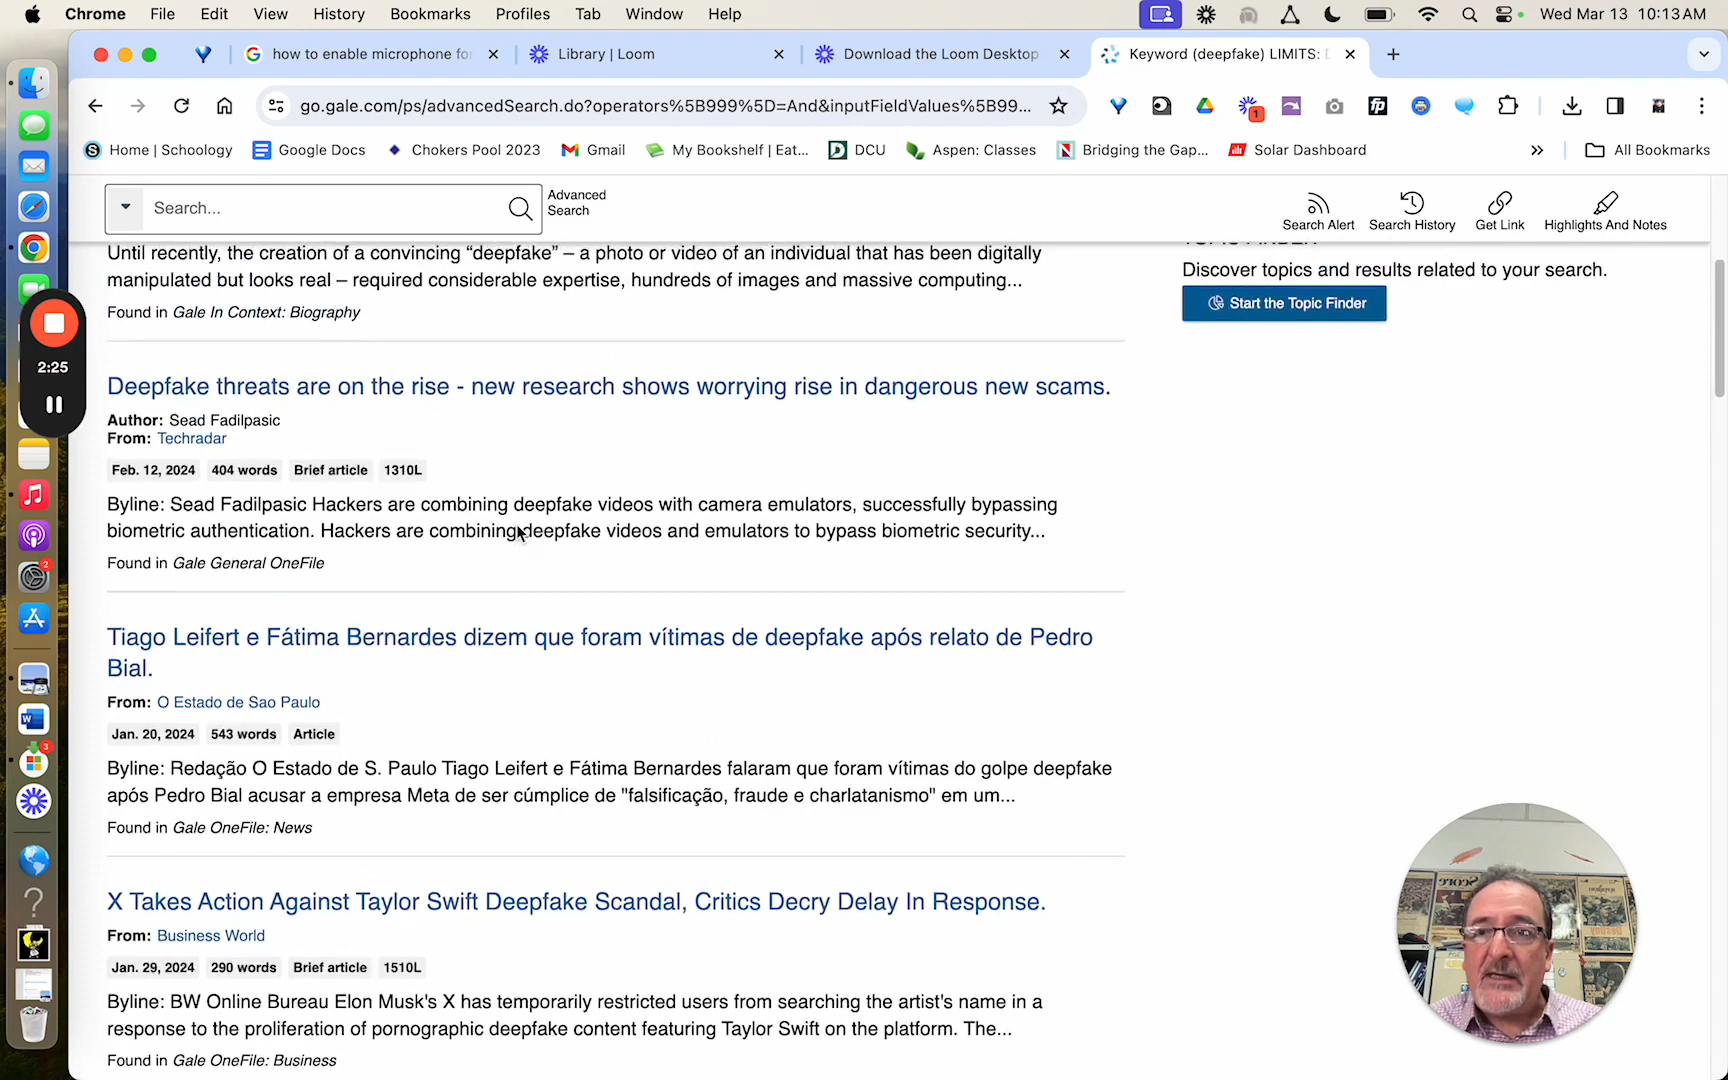 Chrome File Edit View History Bookmarks Profiles Tab Window Help Wed Mar 13 10:13 AM
how to enable microphone fo Library | Loom Download the Loom Desktop Keyword (deepfake) LIMITS:
go.gale.com/ps/advancedSearch.do?operators%5B999%5D=And&inputFieldValues%5B99...
1
Home | Schoology Google Docs Chokers Pool 2023 Gmail My Bookshelf | Eat... DCU Aspen: Classes Bridging the Gap... Solar Dashboard » All Bookmarks
Search...
Advanced
Search
Search Alert Search History Get Link Highlights And Notes
TOPIC FINDER
Discover topics and results related to your search.
Start the Topic Finder
Until recently, the creation of a convincing “deepfake” – a photo or video of an individual that has been digitally
manipulated but looks real – required considerable expertise, hundreds of images and massive computing...
Found in Gale In Context: Biography
2:25
Deepfake threats are on the rise - new research shows worrying rise in dangerous new scams.
Author: Sead Fadilpasic
From: Techradar
Feb. 12, 2024 404 words Brief article 1310L
Byline: Sead Fadilpasic Hackers are combining deepfake videos with camera emulators, successfully bypassing
biometric authentication. Hackers are combining deepfake videos and emulators to bypass biometric security...
Found in Gale General OneFile
2
Tiago Leifert e Fátima Bernardes dizem que foram vítimas de deepfake após relato de Pedro
Bial.
From: O Estado de Sao Paulo
Jan. 20, 2024 543 words Article
3
Byline: Redação O Estado de S. Paulo Tiago Leifert e Fátima Bernardes falaram que foram vítimas do golpe deepfake
após Pedro Bial acusar a empresa Meta de ser cúmplice de "falsificação, fraude e charlatanismo" em um...
Found in Gale OneFile: News
X Takes Action Against Taylor Swift Deepfake Scandal, Critics Decry Delay In Response.
From: Business World
Jan. 29, 2024 290 words Brief article 1510L
Byline: BW Online Bureau Elon Musk's X has temporarily restricted users from searching the artist's name in a
response to the proliferation of pornographic deepfake content featuring Taylor Swift on the platform. The...
Found in Gale OneFile: Business